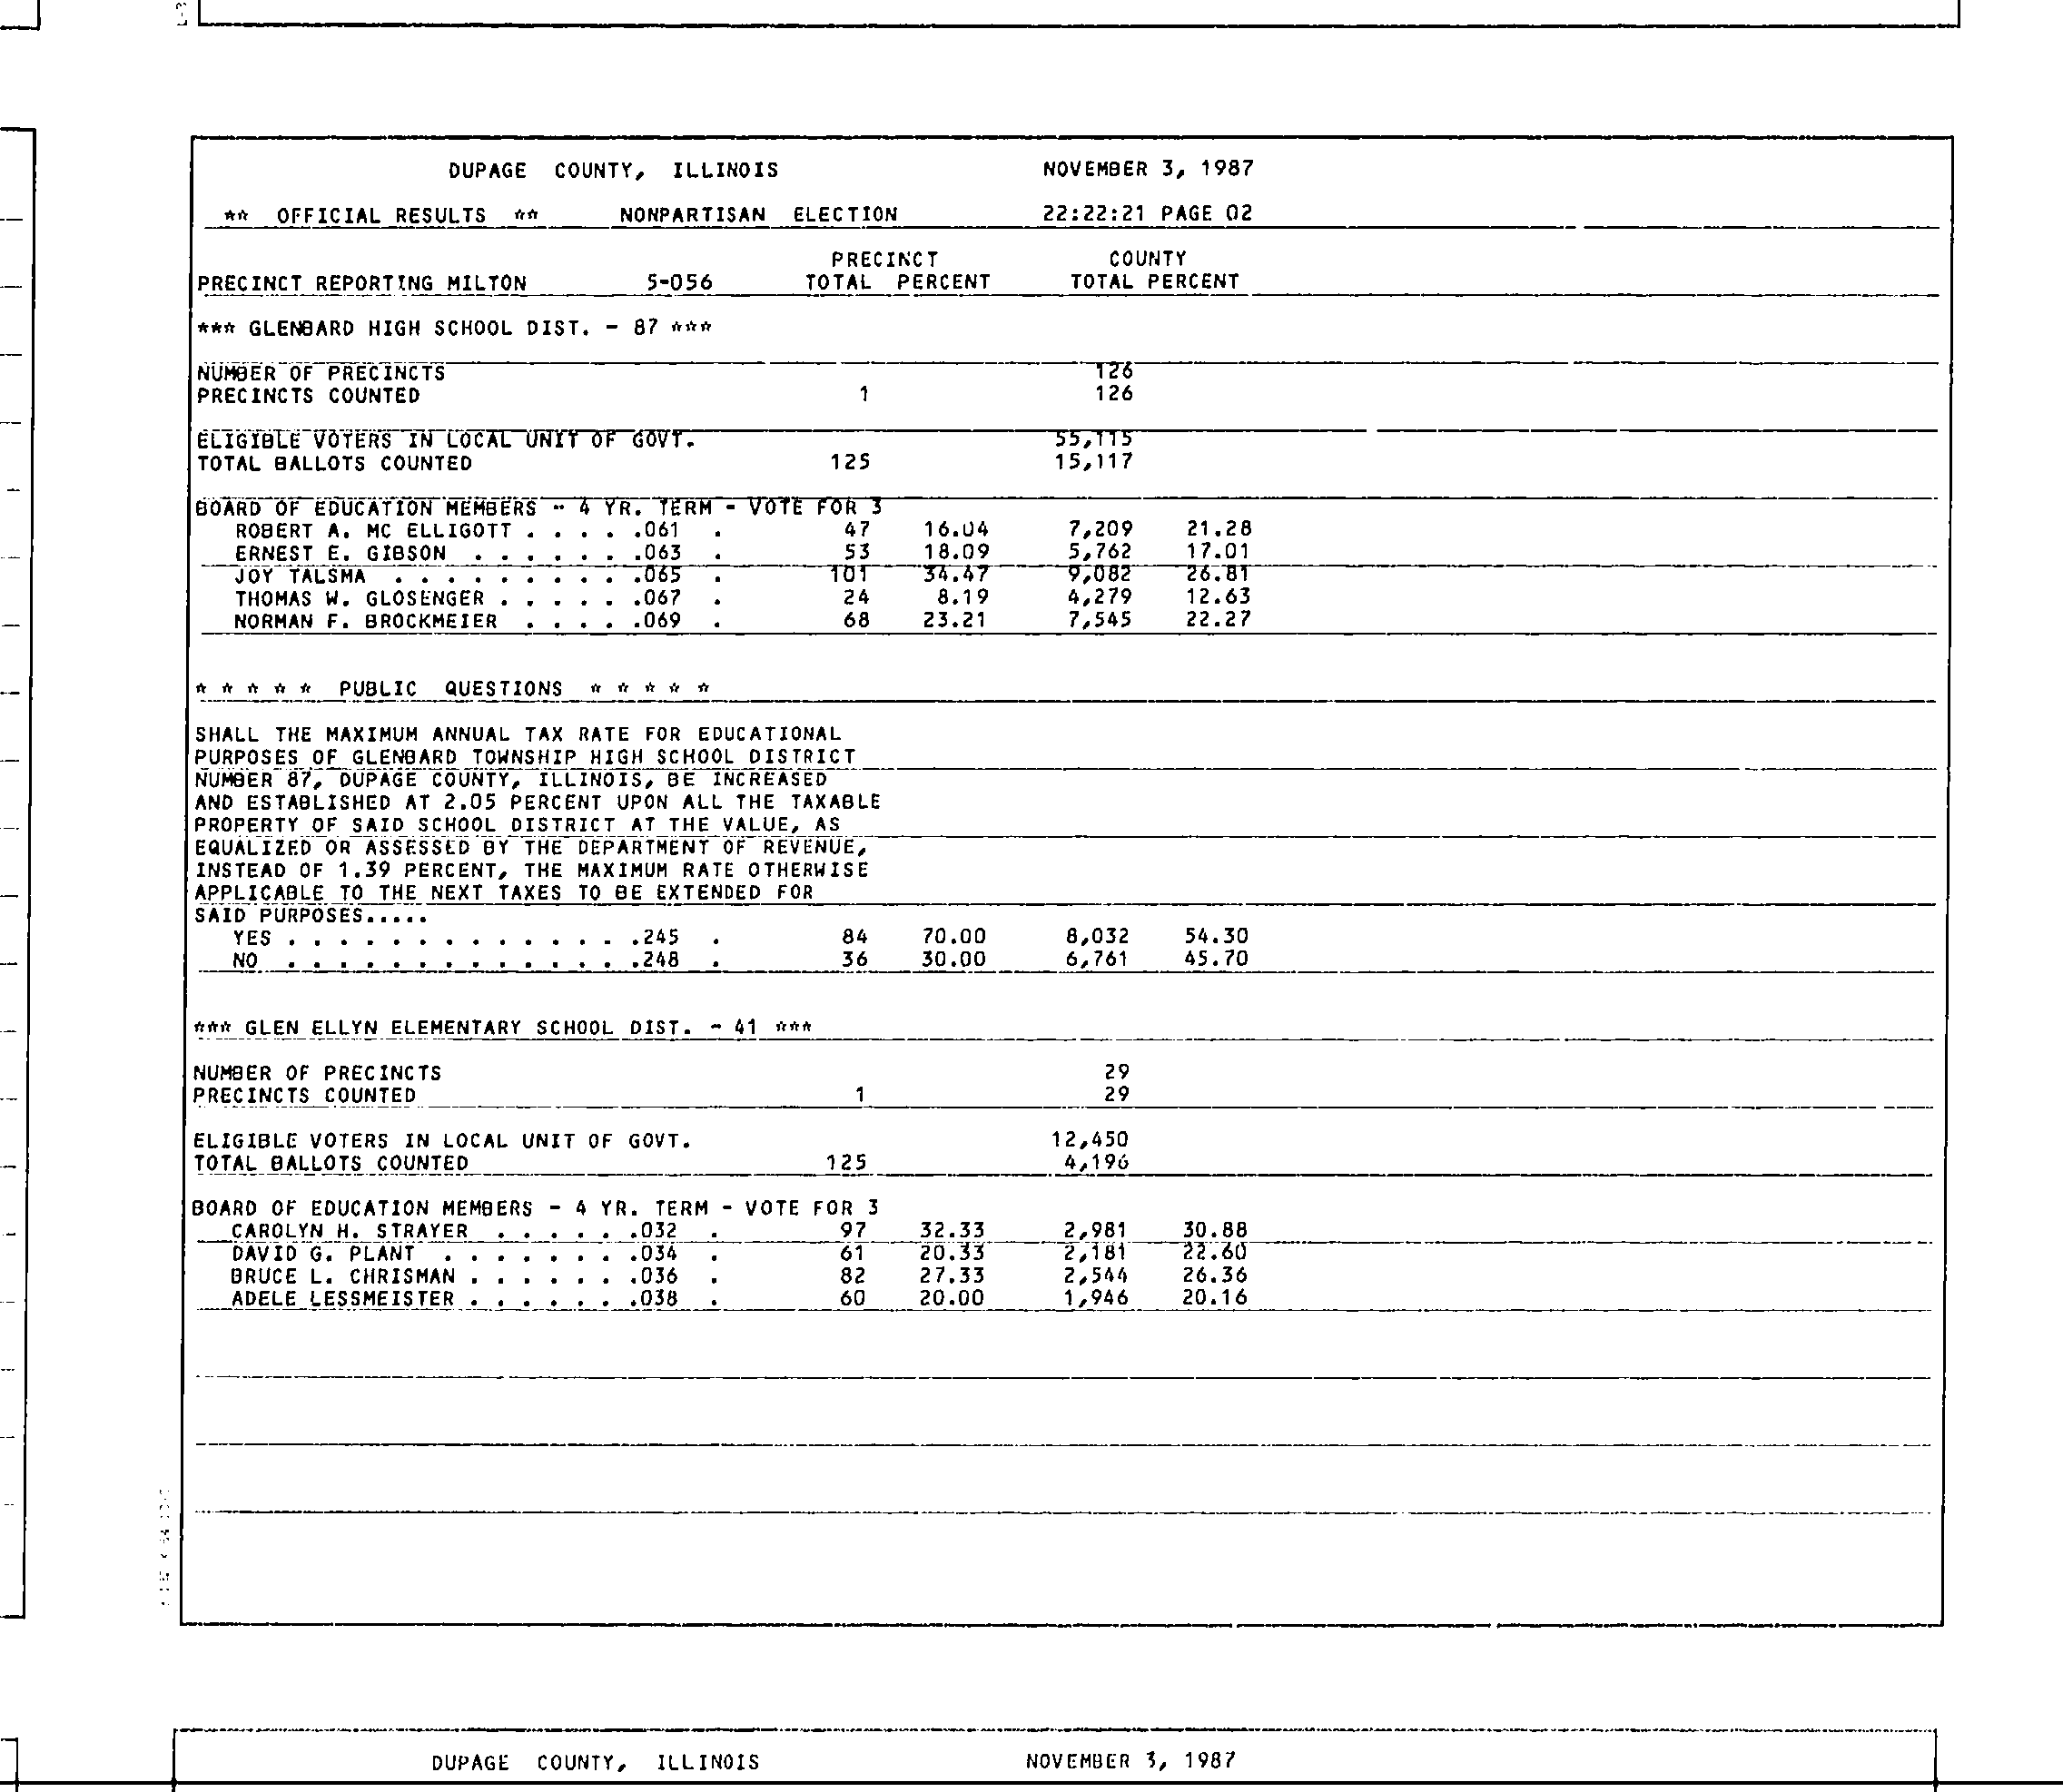 DUPAGE COUNTY, ILLINOIS NOVEMBER 3, 1987
** OFFICIAL RESULTS ** NONPARTISAN ELECTION 22:22:21 PAGE 02
PRECINCT COUNTY
PRECINCT REPORTING MILTON 5-056 TOTAL PERCENT TOTAL PERCENT
*** GLENBARD HIGH SCHOOL DIST. - 87 ***
NUMBER OF PRECINCTS 126
PRECINCTS COUNTED 1 126
ELIGIBLE VOTERS IN LOCAL UNIT OF GOVT. 55,115
TOTAL BALLOTS COUNTED 125 15,117
BOARD OF EDUCATION MEMBERS - 4 YR. TERM - VOTE FOR 3
ROBERT A. MC ELLIGOTT . . . . .061 . 47 16.04 7,209 21.28
ERNEST E. GIBSON . . . . . . .063 . 53 18.09 5,762 17.01
JOY TALSMA . . . . . . . . . .065 . 101 34.47 9,082 26.81
THOMAS W. GLOSENGER . . . . . .067 . 24 8.19 4,279 12.63
NORMAN F. BROCKMEIER . . . . .069 . 68 23.21 7,545 22.27
* * * * * PUBLIC QUESTIONS * * * * *
SHALL THE MAXIMUM ANNUAL TAX RATE FOR EDUCATIONAL
PURPOSES OF GLENBARD TOWNSHIP HIGH SCHOOL DISTRICT
NUMBER 87, DUPAGE COUNTY, ILLINOIS, BE INCREASED
AND ESTABLISHED AT 2.05 PERCENT UPON ALL THE TAXABLE
PROPERTY OF SAID SCHOOL DISTRICT AT THE VALUE, AS
EQUALIZED OR ASSESSED BY THE DEPARTMENT OF REVENUE,
INSTEAD OF 1.39 PERCENT, THE MAXIMUM RATE OTHERWISE
APPLICABLE TO THE NEXT TAXES TO BE EXTENDED FOR
SAID PURPOSES.....
YES . . . . . . . . . . . . . .245 . 84 70.00 8,032 54.30
NO . . . . . . . . . . . . . .248 . 36 30.00 6,761 45.70
*** GLEN ELLYN ELEMENTARY SCHOOL DIST. - 41 ***
NUMBER OF PRECINCTS 29
PRECINCTS COUNTED 1 29
ELIGIBLE VOTERS IN LOCAL UNIT OF GOVT. 12,450
TOTAL BALLOTS COUNTED 125 4,196
BOARD OF EDUCATION MEMBERS - 4 YR. TERM - VOTE FOR 3
CAROLYN H. STRAYER . . . . . .032 . 97 32.33 2,981 30.88
DAVID G. PLANT . . . . . . . .034 . 61 20.33 2,181 22.60
BRUCE L. CHRISMAN . . . . . . .036 . 82 27.33 2,544 26.36
ADELE LESSMEISTER . . . . . .038 . 60 20.00 1,946 20.16
DUPAGE COUNTY, ILLINOIS NOVEMBER 3, 1987